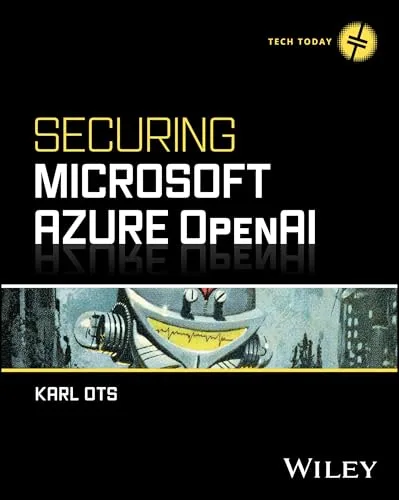 TECH TODAY
SECURING
MICROSOFT
AZURE OPENAI
KARL OTS
WILEY